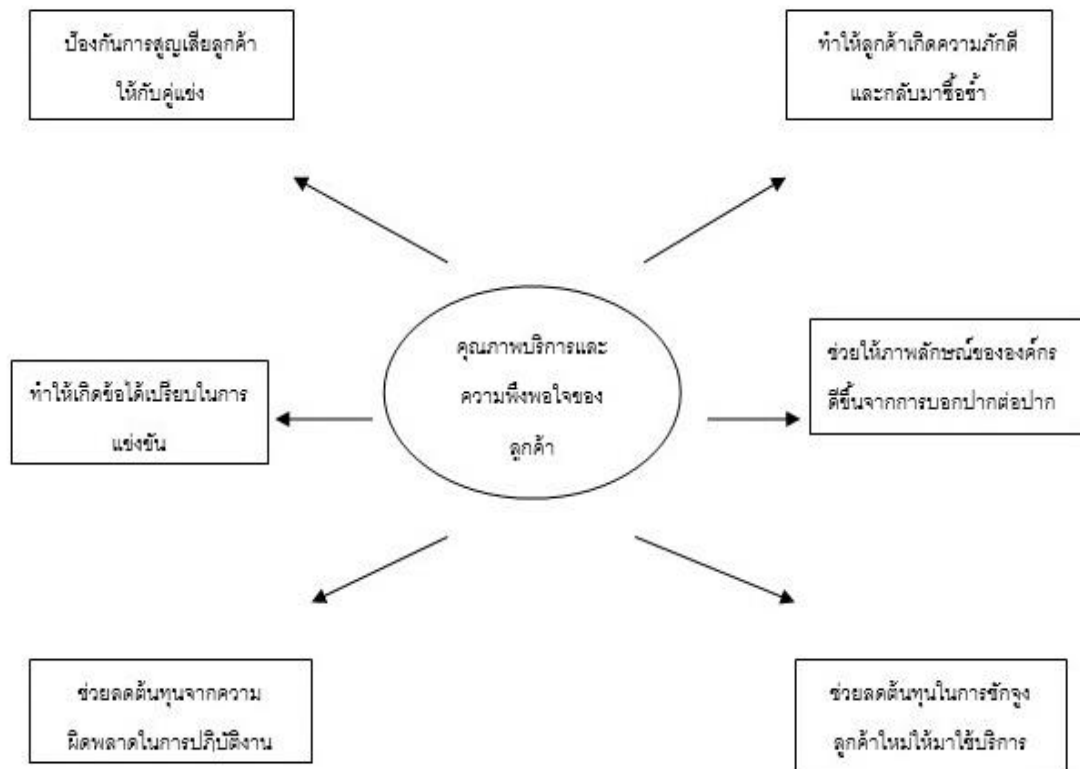 ป้องกันการสูญเสียลูกค้า
ให้กับคู่แข่ง
ทำให้ลูกค้าเกิดความภักดี
และกลับมาซื้อซ้ำ
คุณภาพบริการและ
ความพึงพอใจของ
ลูกค้า
ทำให้เกิดข้อได้เปรียบในการ
แข่งขัน
ช่วยให้ภาพลักษณ์ขององค์กร
ดีขึ้นจากการบอกปากต่อปาก
ช่วยลดต้นทุนจากความ
ผิดพลาดในการปฏิบัติงาน
ช่วยลดต้นทุนในการชักจูง
ลูกค้าใหม่ให้มาใช้บริการ